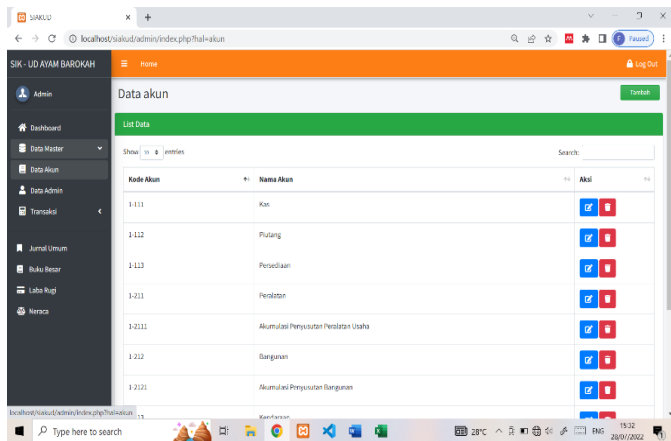 SIAKUD
localhost/siakud/admin/index.php?hal=akun
Paused
SIK - UD AYAM BAROKAH
Home
Log Out
Admin
Data akun
Tambah
Dashboard
List Data
Data Master
Show 10 entries
Search:
Data Akun
Kode Akun Nama Akun Aksi
Data Admin
Transaksi
1-111 Kas
1-112 Piutang
Jurnal Umum
1-113 Persediaan
Buku Besar
Laba Rugi
1-211 Peralatan
Neraca
1-2111 Akumulasi Penyusutan Peralatan Usaha
1-212 Bangunan
1-2121 Akumulasi Penyusutan Bangunan
localhost/siakud/admin/index.php?hal=akun
Kendaraan
Type here to search
28°C
ENG
15:32
28/07/2022